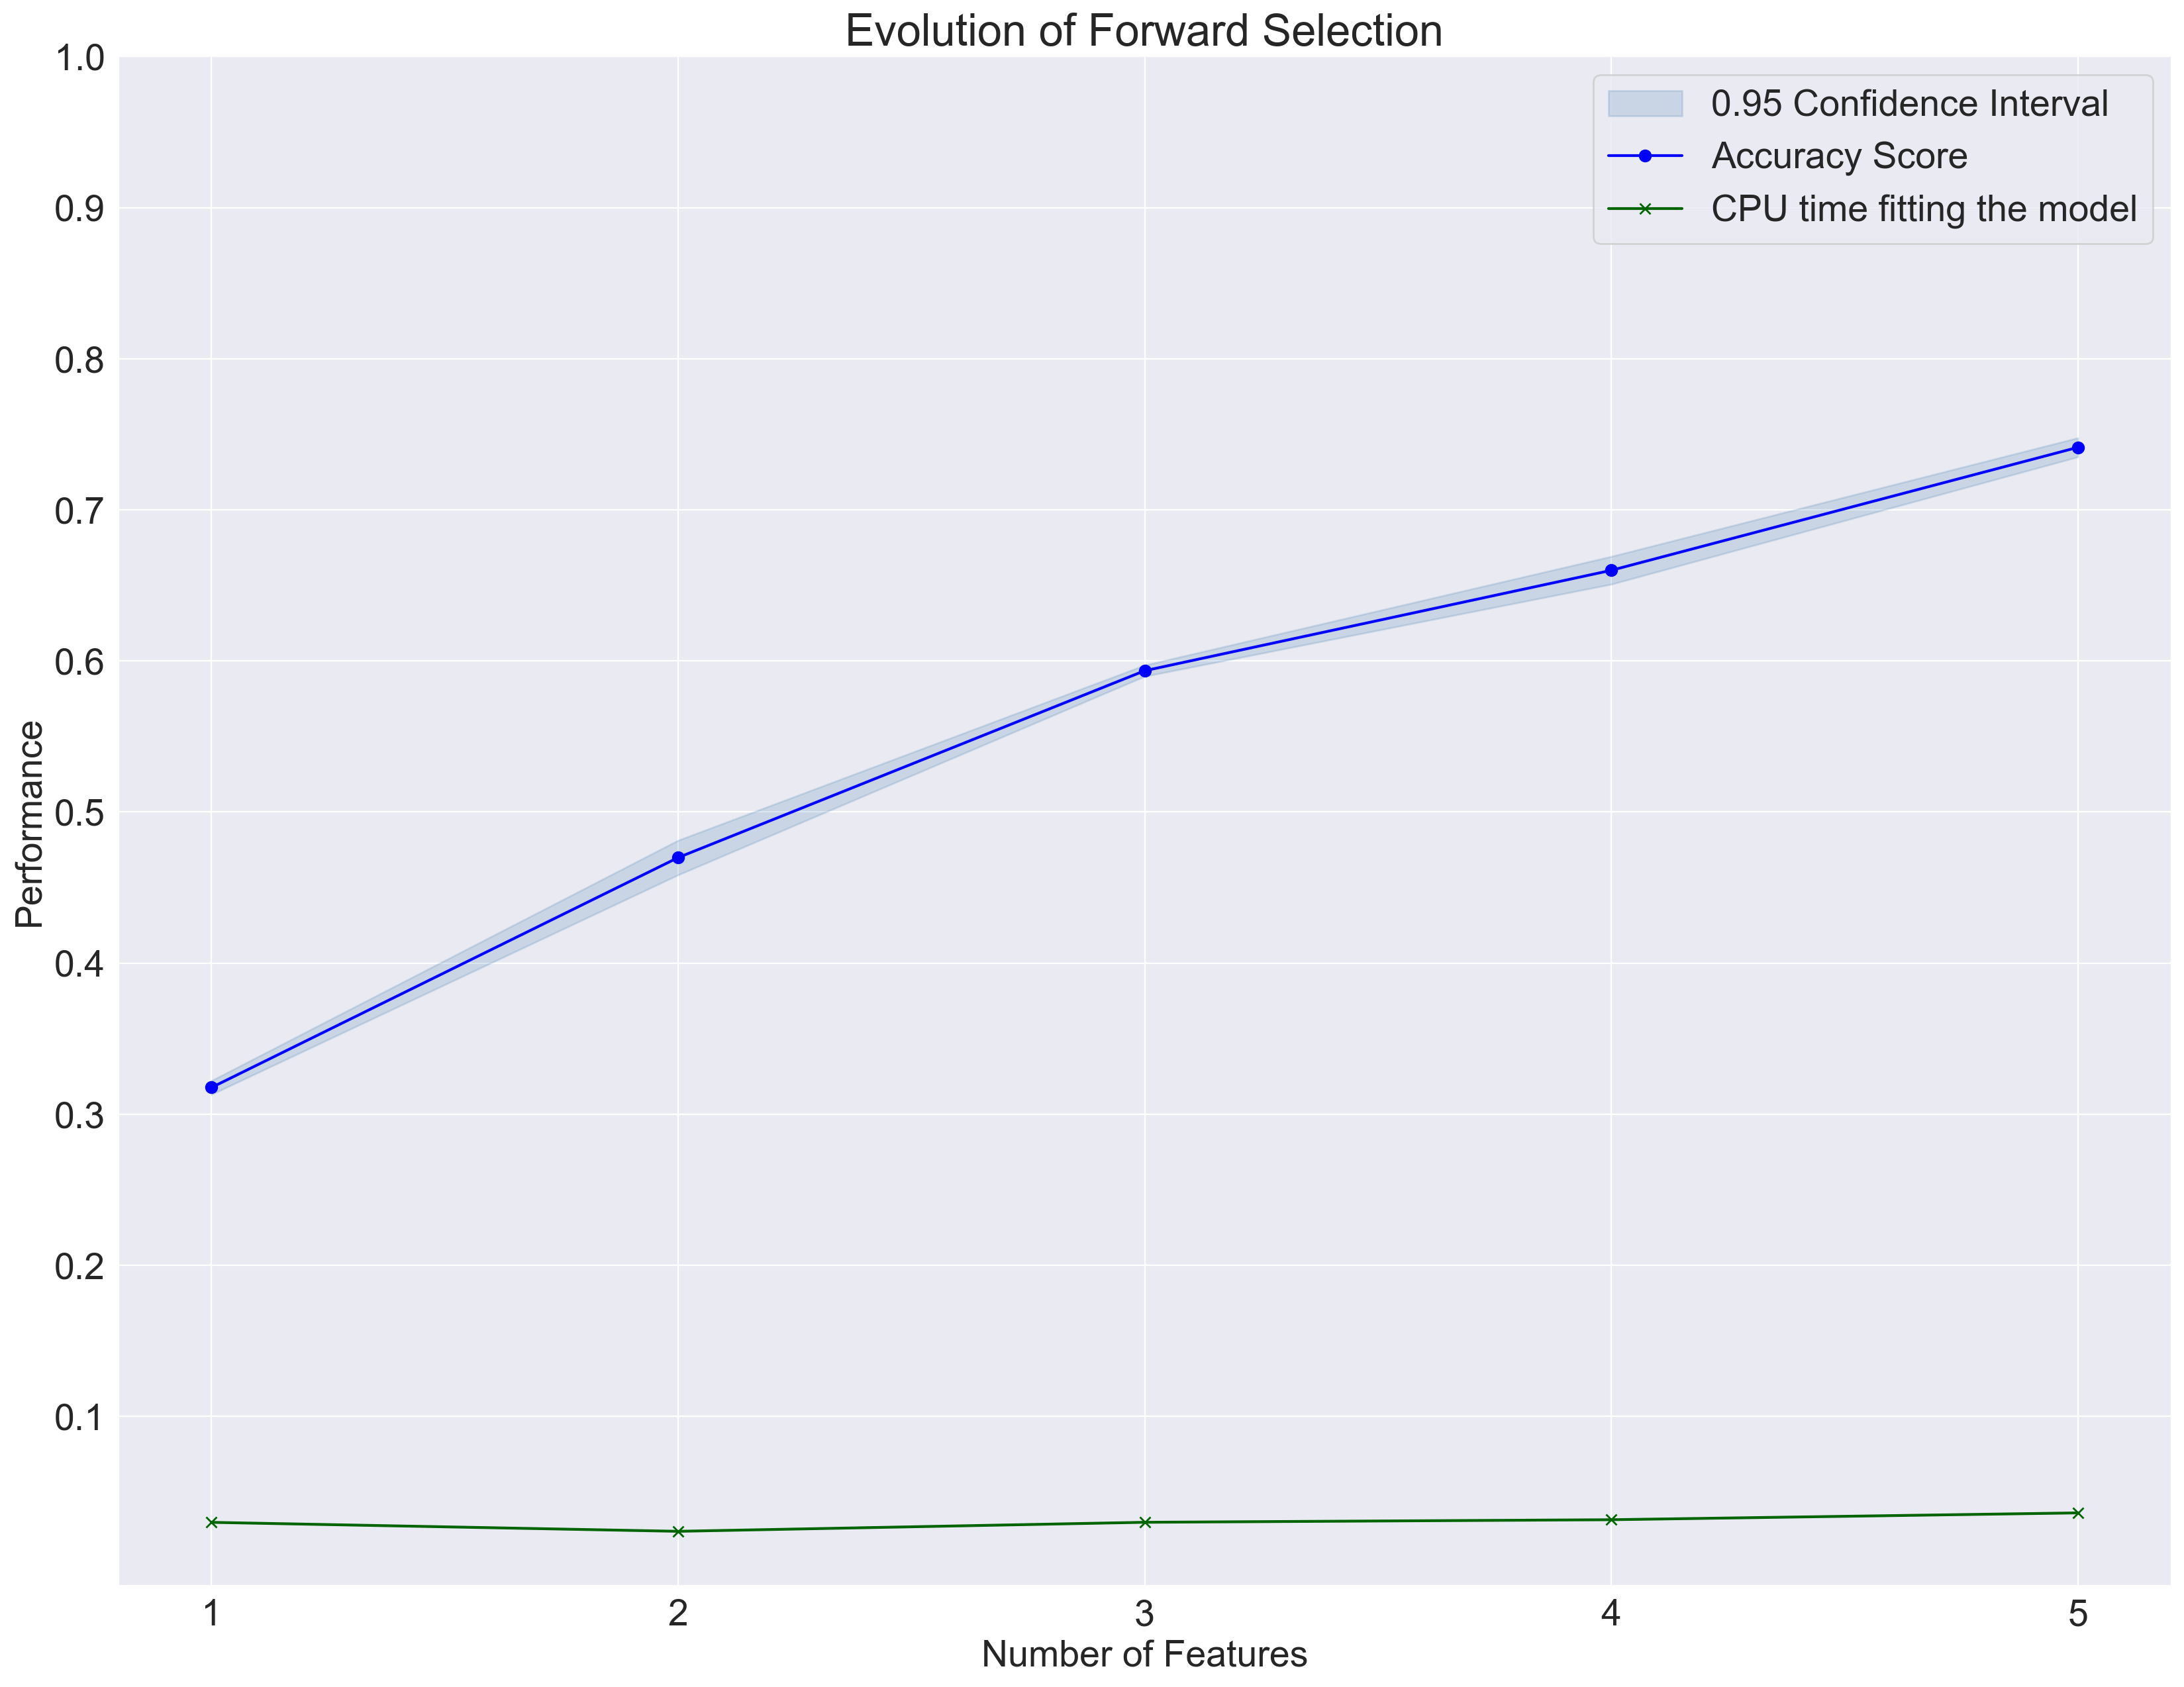 Evolution of Forward Selection
1.0
0.9
0.8
0.7
0.6
0.5
0.4
0.3
0.2
0.1
Performance
0.95 Confidence Interval
Accuracy Score
CPU time fitting the model
1 2 3 4 5
Number of Features